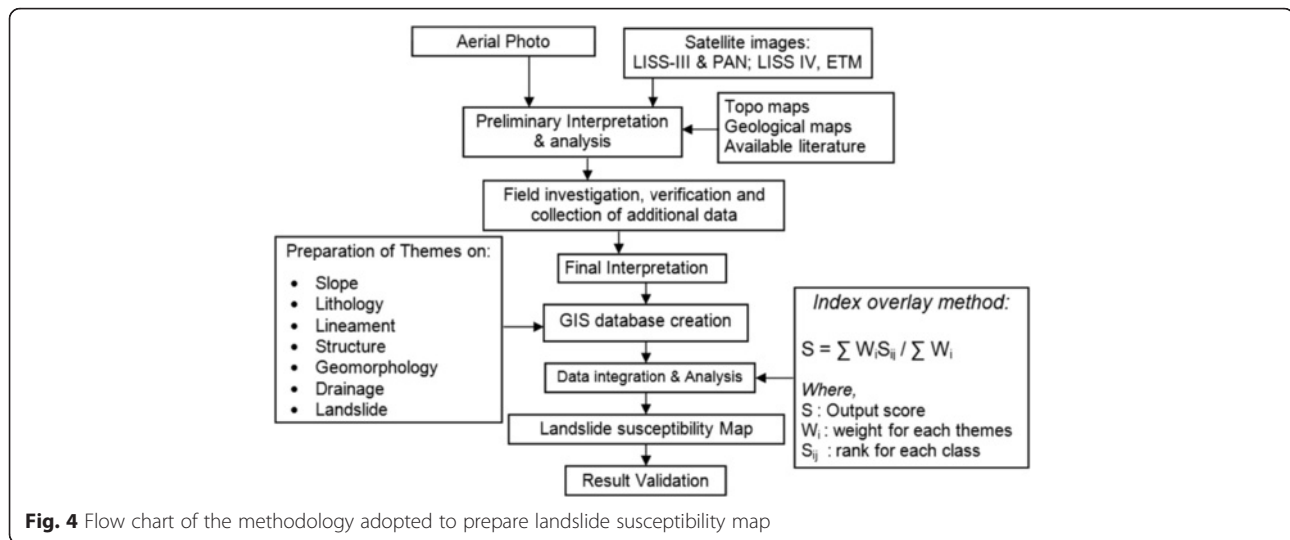 Aerial Photo
Satellite images:
LISS-III & PAN; LISS IV, ETM
Topo maps
Geological maps
Available literature
Preliminary Interpretation
& analysis
Field investigation, verification and
collection of additional data
Preparation of Themes on:
• Slope
• Lithology
• Lineament
• Structure
• Geomorphology
• Drainage
• Landslide
Final Interpretation
GIS database creation
Data integration & Analysis
Index overlay method:
S = ∑ WᵢSᵢⱼ / ∑ Wᵢ
Where,
S : Output score
Wᵢ : weight for each themes
Sᵢⱼ : rank for each class
Landslide susceptibility Map
Result Validation
Fig. 4 Flow chart of the methodology adopted to prepare landslide susceptibility map